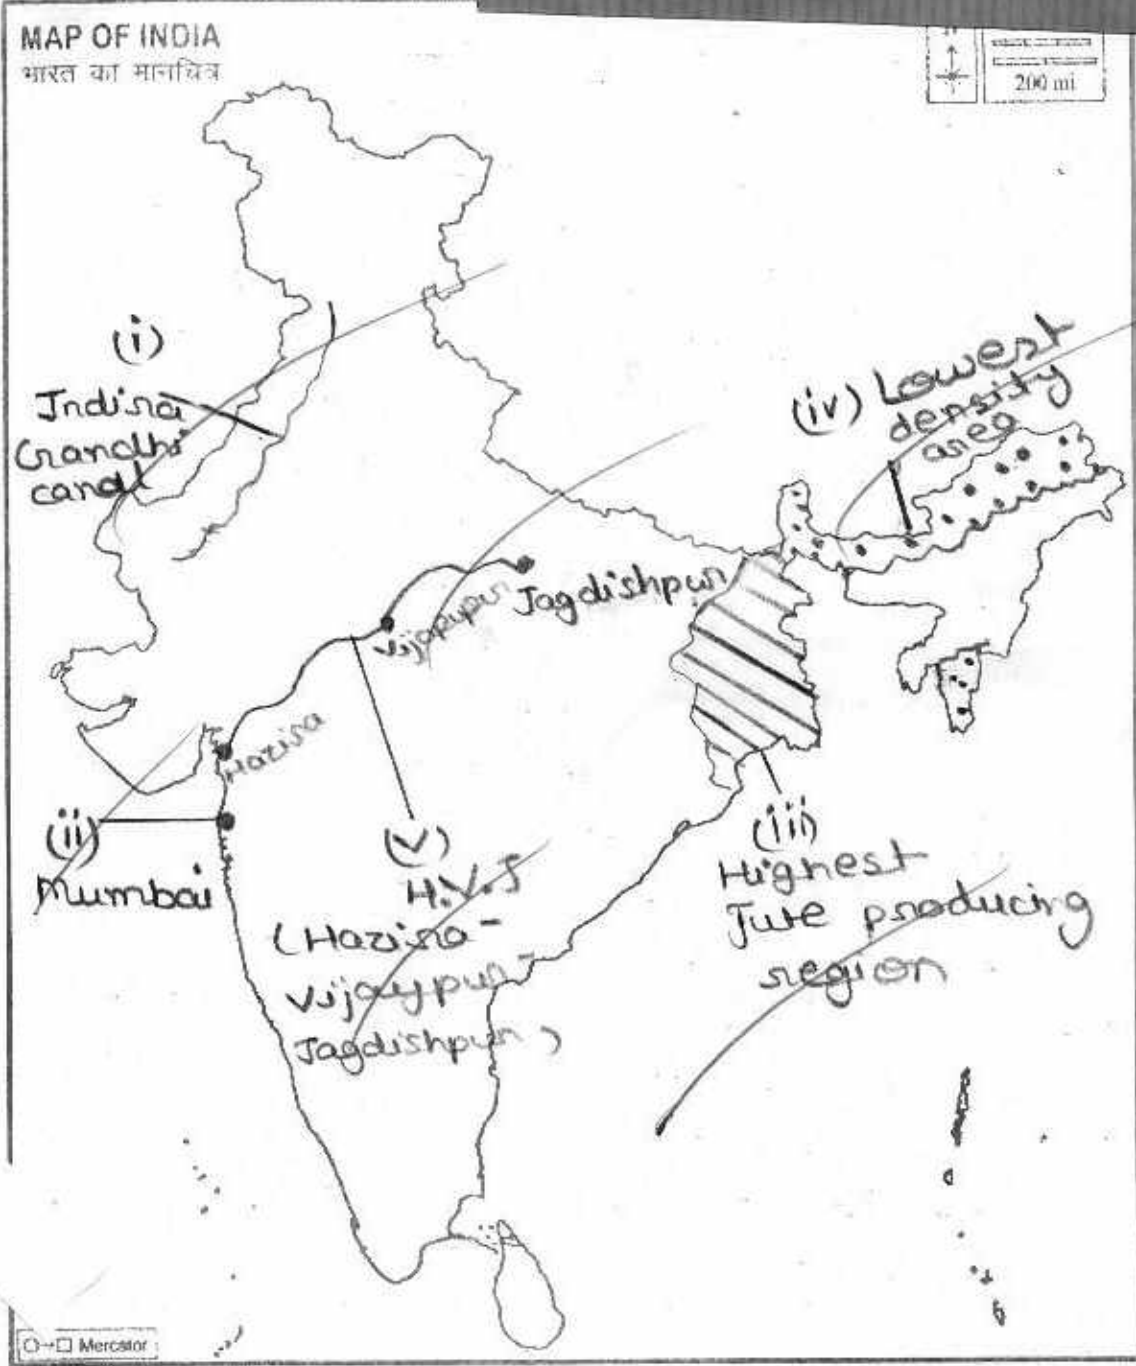 MAP OF INDIA
भारत का मानचित्र
200 mi
(i)
Indira
Gandhi
canal
(iv) Lowest
density
area
Jagdishpur
Vijaypur
Hazira
(ii)
Mumbai
(v)
H.V.J
(Hazira-
Vijaypur-
Jagdishpur)
(iii)
Highest
Jute producing
region
Mercator